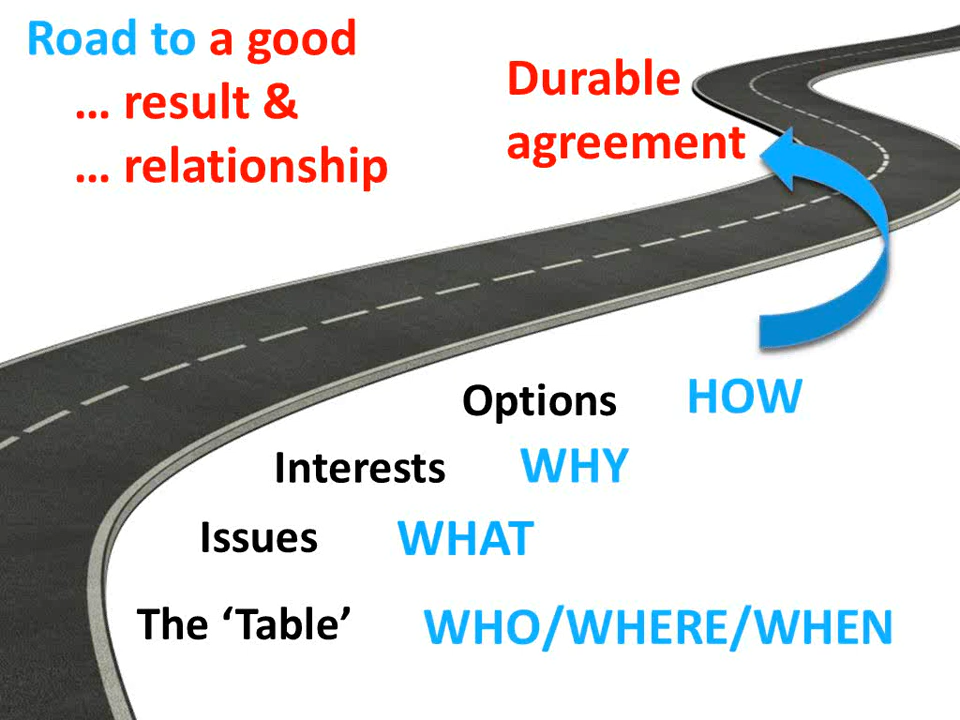 Road to a good
… result &
… relationship
Durable
agreement
Options HOW
Interests WHY
Issues WHAT
The ‘Table’ WHO/WHERE/WHEN